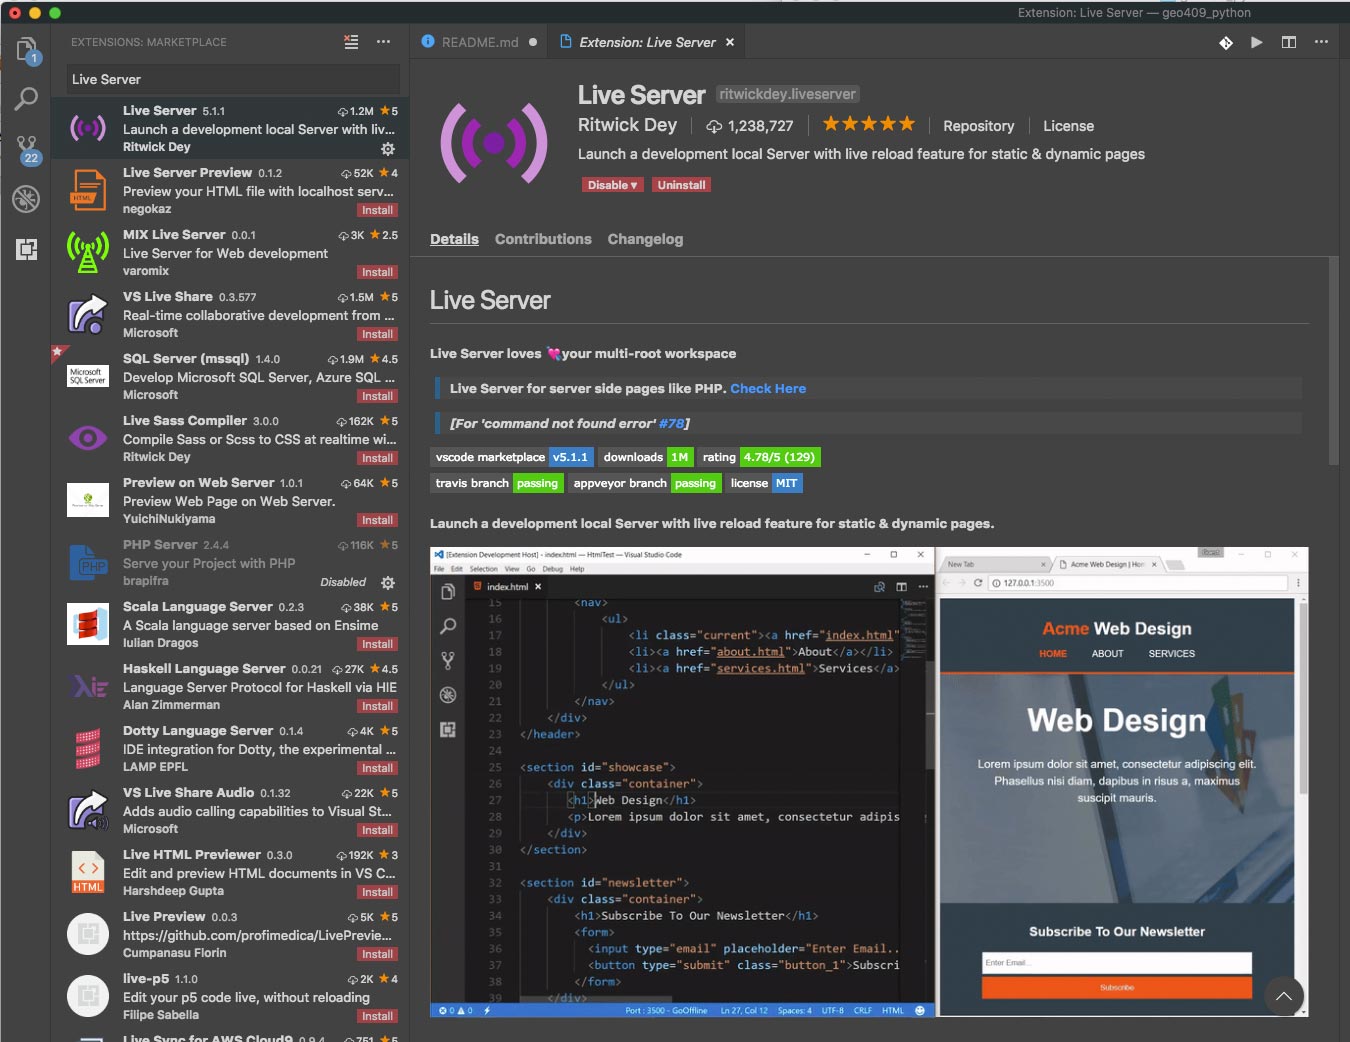 Extension: Live Server — geo409_python
EXTENSIONS: MARKETPLACE
README.md
Extension: Live Server
1
22
Live Server
Live Server 5.1.1 1.2M 5
Launch a development local Server with liv...
Ritwick Dey
Live Server Preview 0.1.2 52K 4
Preview your HTML file with localhost serv...
negokaz Install
HTML
MIX Live Server 0.0.1 3K 2.5
Live Server for Web development
varomix Install
VS Live Share 0.3.577 1.5M 5
Real-time collaborative development from ...
Microsoft Install
SQL Server (mssql) 1.4.0 1.9M 4.5
Develop Microsoft SQL Server, Azure SQL ...
Microsoft Install
Microsoft
SQL Server
Live Sass Compiler 3.0.0 162K 5
Compile Sass or Scss to CSS at realtime wi...
Ritwick Dey Install
Preview on Web Server 1.0.1 64K 5
Preview Web Page on Web Server.
YuichiNukiyama Install
PHP Server 2.4.4 116K 5
Serve your Project with PHP
brapifra Disabled
PHP
Scala Language Server 0.2.3 38K 5
A Scala language server based on Ensime
Iulian Dragos Install
Haskell Language Server 0.0.21 27K 4.5
Language Server Protocol for Haskell via HIE
Alan Zimmerman Install
Dotty Language Server 0.1.4 4K 5
IDE integration for Dotty, the experimental ...
LAMP EPFL Install
VS Live Share Audio 0.1.32 22K 5
Adds audio calling capabilities to Visual St...
Microsoft Install
Live HTML Previewer 0.3.0 192K 3
Edit and preview HTML documents in VS C...
Harshdeep Gupta Install
HTML
Live Preview 0.0.3 5K 5
https://github.com/profimedica/LivePrevie...
Cumpanasu Florin Install
live-p5 1.1.0 2K 4
Edit your p5 code live, without reloading
Filipe Sabella Install
Live Sync for AWS Cloud9 0.9.4 751 5
Live Server ritwickdey.liveserver
Ritwick Dey 1,238,727 Repository License
Launch a development local Server with live reload feature for static & dynamic pages
Disable ▾ Uninstall
Details Contributions Changelog
Live Server
Live Server loves 💘your multi-root workspace
Live Server for server side pages like PHP. Check Here
[For 'command not found error' #78]
vscode marketplace v5.1.1 downloads 1M rating 4.78/5 (129)
travis branch passing appveyor branch passing license MIT
Launch a development local Server with live reload feature for static & dynamic pages.
[Extension Development Host] - index.html — HtmlTest — Visual Studio Code
File Edit Selection View Go Debug Help
index.html
15 <nav>
16 <ul>
17 <li class="current"><a href="index.html"
18 <li><a href="about.html">About</a></li>
19 <li><a href="services.html">Services</a>
20 </ul>
21 </nav>
22 </div>
23 </header>
24
25 <section id="showcase">
26 <div class="container">
27 <h1>Web Design</h1>
28 <p>Lorem ipsum dolor sit amet, consectetur adipis
29 </div>
30 </section>
31
32 <section id="newsletter">
33 <div class="container">
34 <h1>Subscribe To Our Newsletter</h1>
35 <form>
36 <input type="email" placeholder="Enter Email..
37 <button type="submit" class="button_1">Subscri
38 </form>
39 </div>
0 0 Port : 3500 - GoOffline Ln 27, Col 12 Spaces: 4 UTF-8 CRLF HTML
New Tab Acme Web Design | Hom
127.0.0.1:3500
Acme Web Design
HOME ABOUT SERVICES
Web Design
Lorem ipsum dolor sit amet, consectetur adipiscing elit.
Phasellus nisi diam, dapibus in risus a, maximus
suscipit mauris.
Subscribe To Our Newsletter
Enter Email...
Subscribe